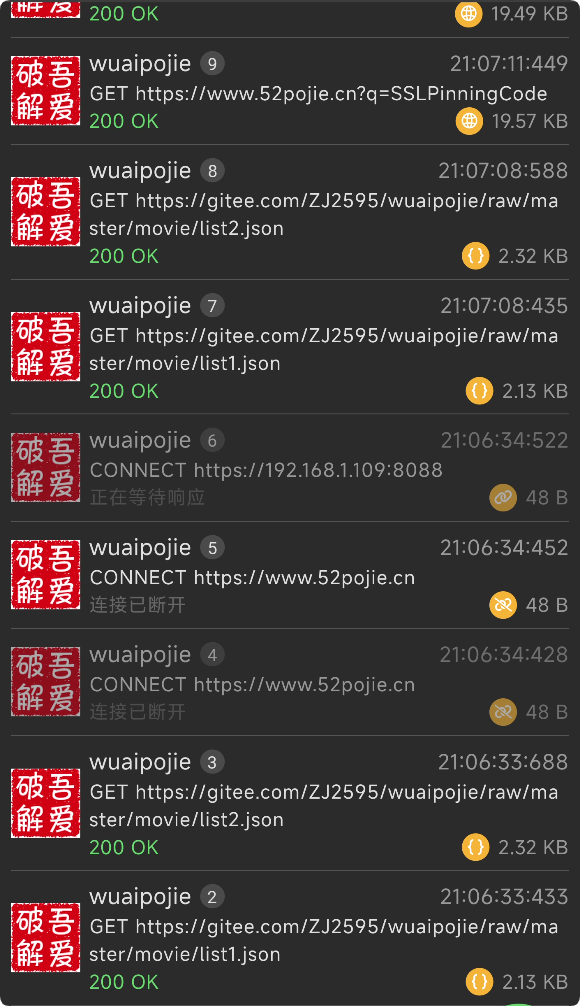 解爱
200 OK 19.49 KB
破吾
解爱
wuaipojie 9 21:07:11:449
GET https://www.52pojie.cn?q=SSLPinningCode
200 OK 19.57 KB
破吾
解爱
wuaipojie 8 21:07:08:588
GET https://gitee.com/ZJ2595/wuaipojie/raw/ma
ster/movie/list2.json
200 OK {} 2.32 KB
破吾
解爱
wuaipojie 7 21:07:08:435
GET https://gitee.com/ZJ2595/wuaipojie/raw/ma
ster/movie/list1.json
200 OK {} 2.13 KB
破吾
解爱
wuaipojie 6 21:06:34:522
CONNECT https://192.168.1.109:8088
正在等待响应 48 B
破吾
解爱
wuaipojie 5 21:06:34:452
CONNECT https://www.52pojie.cn
连接已断开 48 B
破吾
解爱
wuaipojie 4 21:06:34:428
CONNECT https://www.52pojie.cn
连接已断开 48 B
破吾
解爱
wuaipojie 3 21:06:33:688
GET https://gitee.com/ZJ2595/wuaipojie/raw/ma
ster/movie/list2.json
200 OK {} 2.32 KB
破吾
解爱
wuaipojie 2 21:06:33:433
GET https://gitee.com/ZJ2595/wuaipojie/raw/ma
ster/movie/list1.json
200 OK {} 2.13 KB